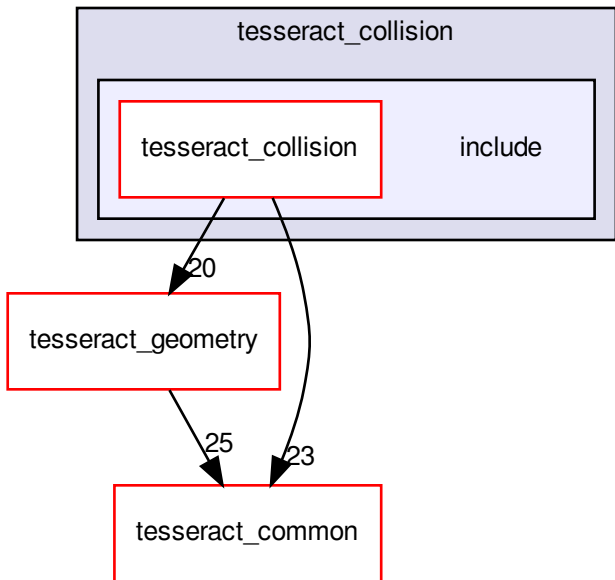 tesseract_collision
tesseract_collision
include
20
tesseract_geometry
25
23
tesseract_common